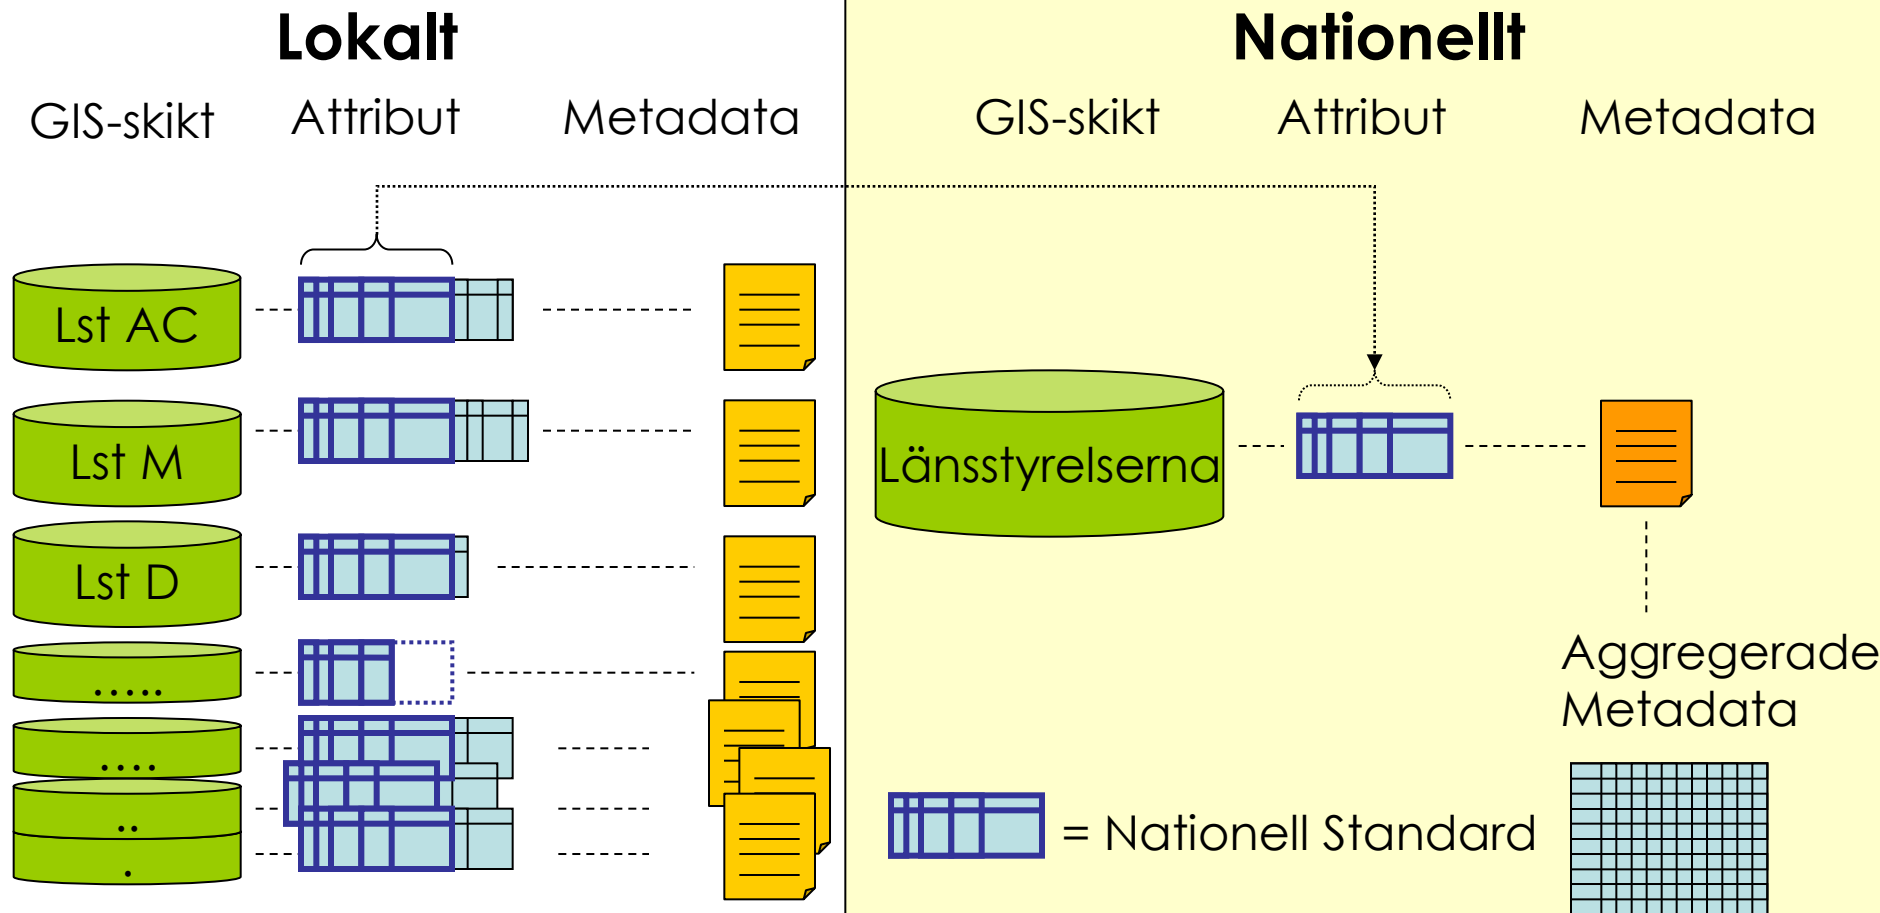 Lokalt
GIS-skikt
Attribut
Metadata
Lst AC
Lst M
Lst D
.....
....
..
.
Nationellt
GIS-skikt
Attribut
Metadata
Länsstyrelserna
Aggregerade
Metadata
= Nationell Standard